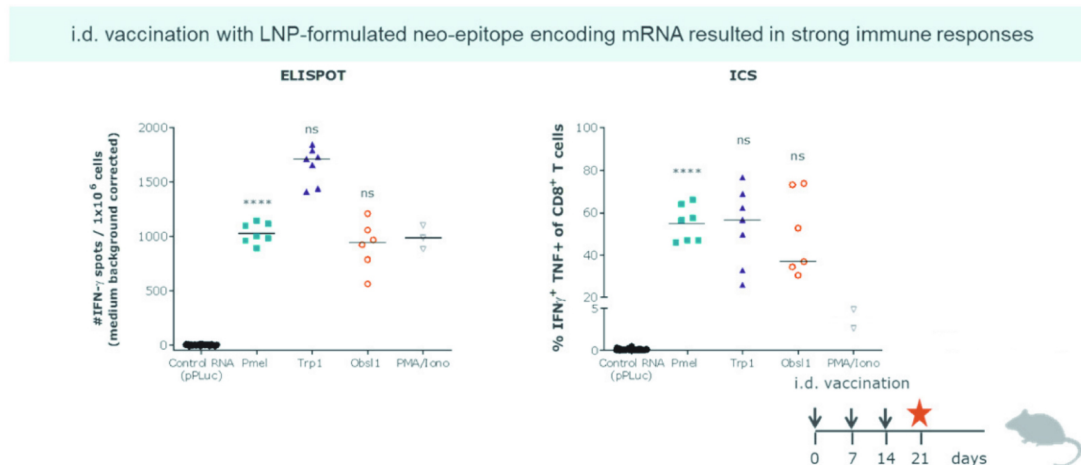 i.d. vaccination with LNP-formulated neo-epitope encoding mRNA resulted in strong immune responses
ELISPOT
#IFN-γ spots / 1x10⁶ cells
(medium background corrected)
2000
1500
1000
500
0
****
ns
ns
Control RNA
(pPLuc)
Pmel
Trp1
Obsl1
PMA/Iono
ICS
% IFNγ⁺ TNF+ of CD8⁺ T cells
100
80
60
40
20
5
0
****
ns
ns
Control RNA
(pPLuc)
Pmel
Trp1
Obsl1
PMA/Iono
i.d. vaccination
0 7 14 21 days